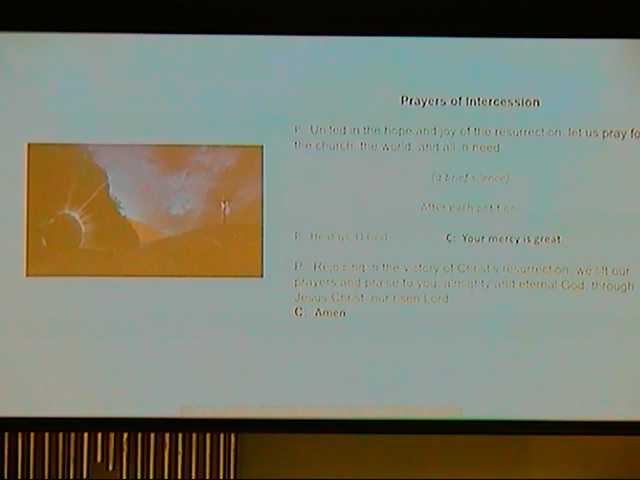 Prayers of Intercession
P: United in the hope and joy of the resurrection, let us pray fo
the church, the world, and all in need.
(a brief silence)
After each petition
P: Hear us, O God. C: Your mercy is great.
P: Rejoicing in the victory of Christ's resurrection, we lift our
prayers and praise to you, almighty and eternal God, through
Jesus Christ, our risen Lord.
C: Amen